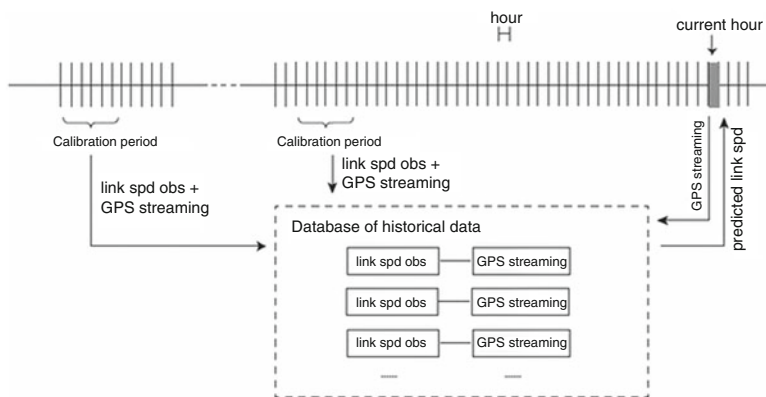 hour
current hour
Calibration period
Calibration period
link spd obs +
GPS streaming
link spd obs +
GPS streaming
GPS streaming
predicted link spd
Database of historical data
link spd obs
GPS streaming
link spd obs
GPS streaming
link spd obs
GPS streaming